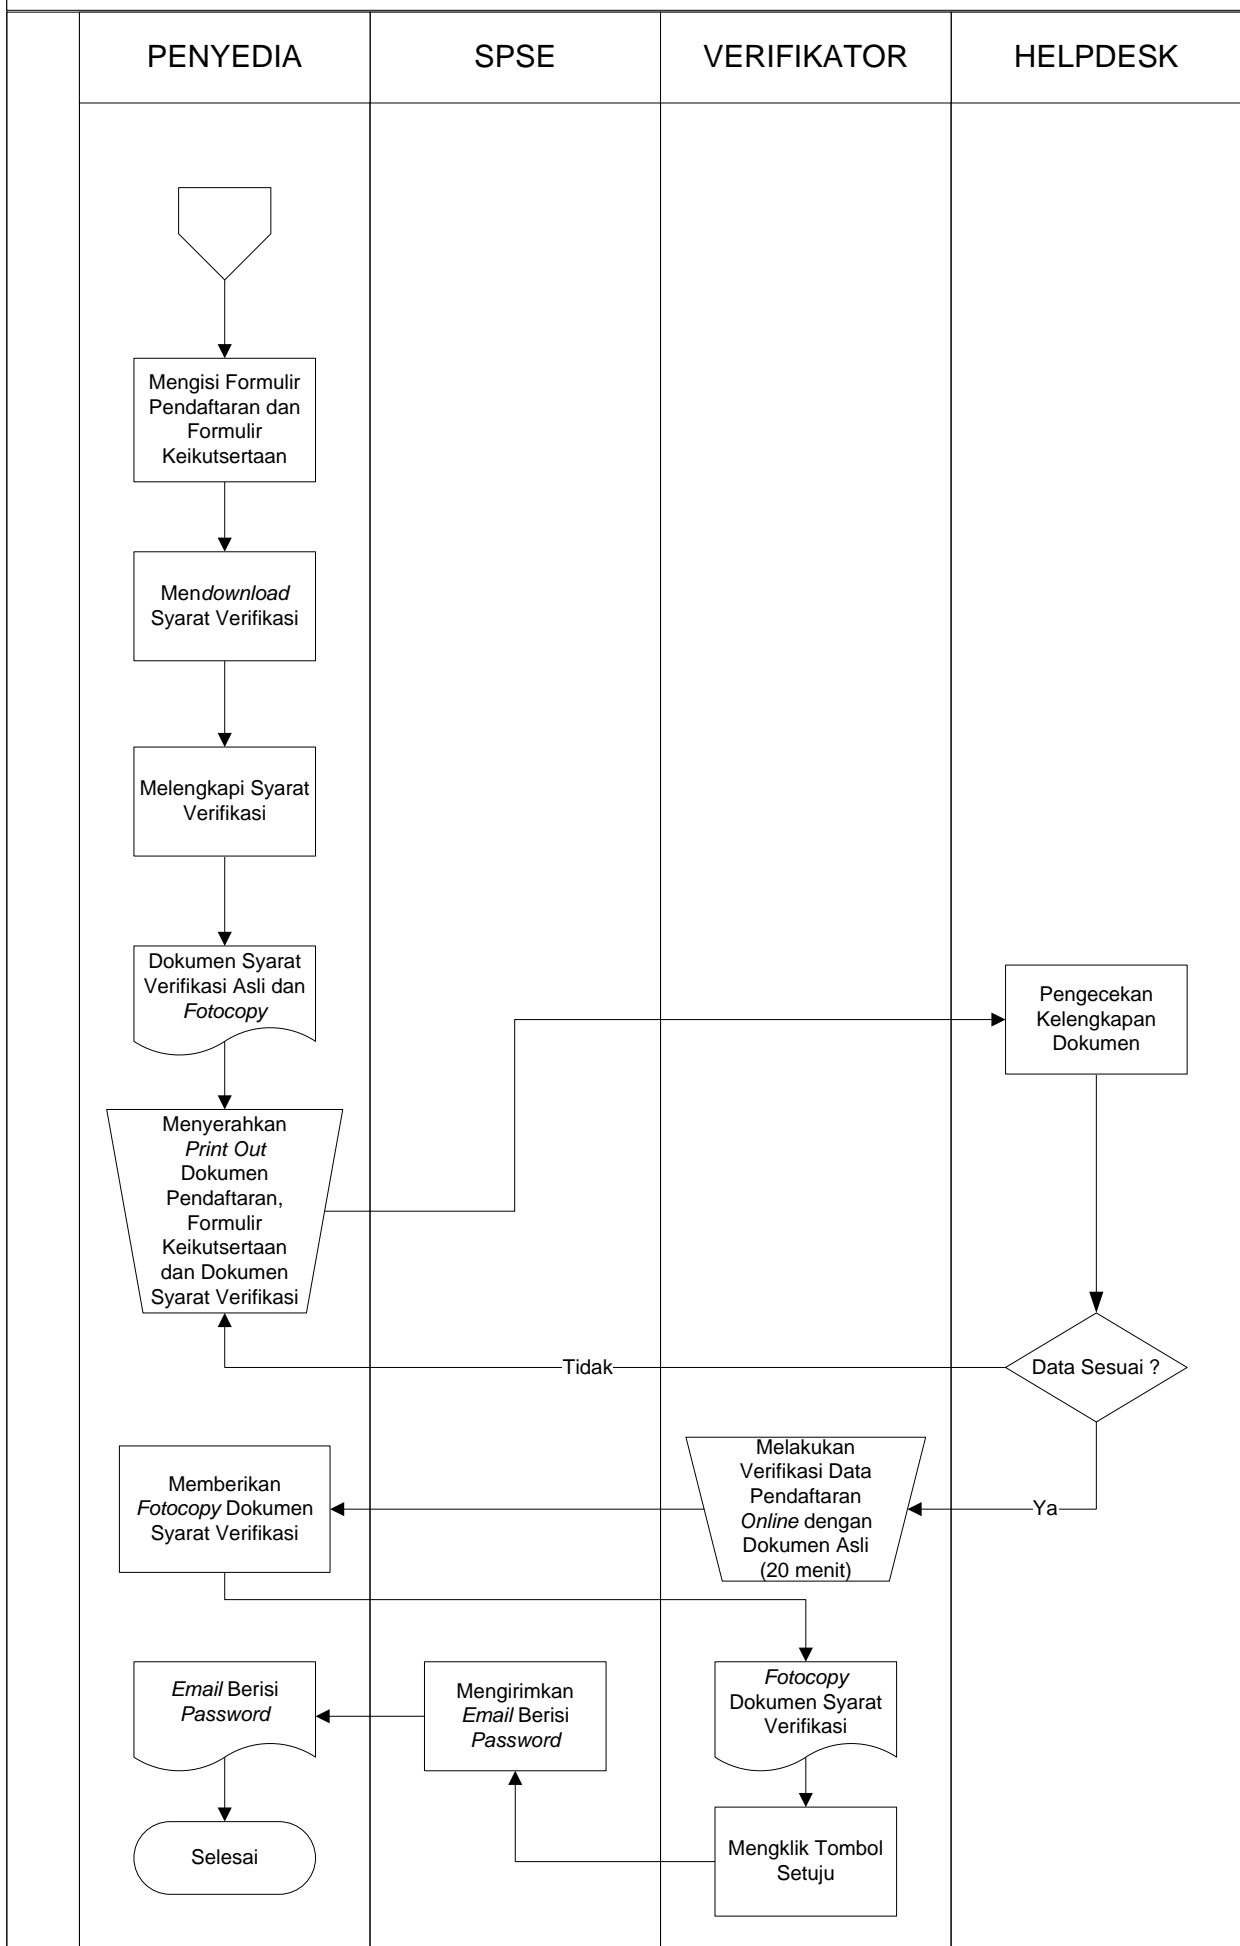 PENYEDIA
SPSE
VERIFIKATOR
HELPDESK
Mengisi Formulir
Pendaftaran dan
Formulir
Keikutsertaan
Mendownload
Syarat Verifikasi
Melengkapi Syarat
Verifikasi
Dokumen Syarat
Verifikasi Asli dan
Fotocopy
Pengecekan
Kelengkapan
Dokumen
Menyerahkan
Print Out
Dokumen
Pendaftaran,
Formulir
Keikutsertaan
dan Dokumen
Syarat Verifikasi
Data Sesuai ?
Tidak
Ya
Melakukan
Verifikasi Data
Pendaftaran
Online dengan
Dokumen Asli
(20 menit)
Memberikan
Fotocopy Dokumen
Syarat Verifikasi
Fotocopy
Dokumen Syarat
Verifikasi
Mengklik Tombol
Setuju
Mengirimkan
Email Berisi
Password
Email Berisi
Password
Selesai